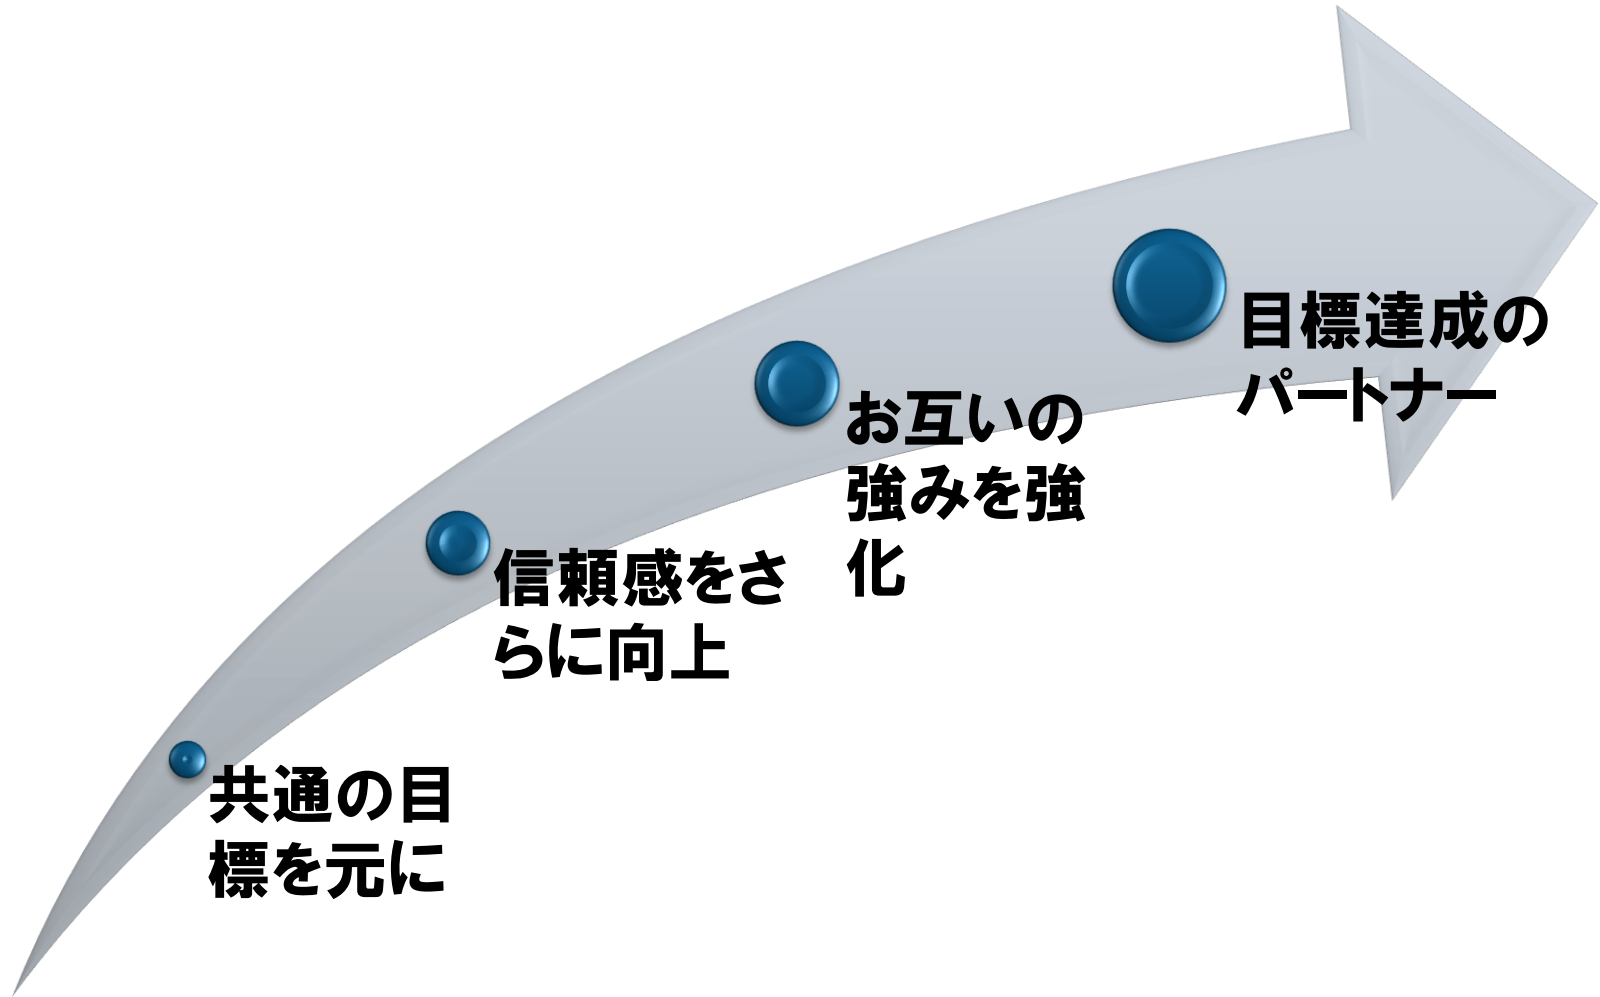 共通の目
標を元に
信頼感をさ
らに向上
お互いの
強みを強
化
目標達成の
パートナー